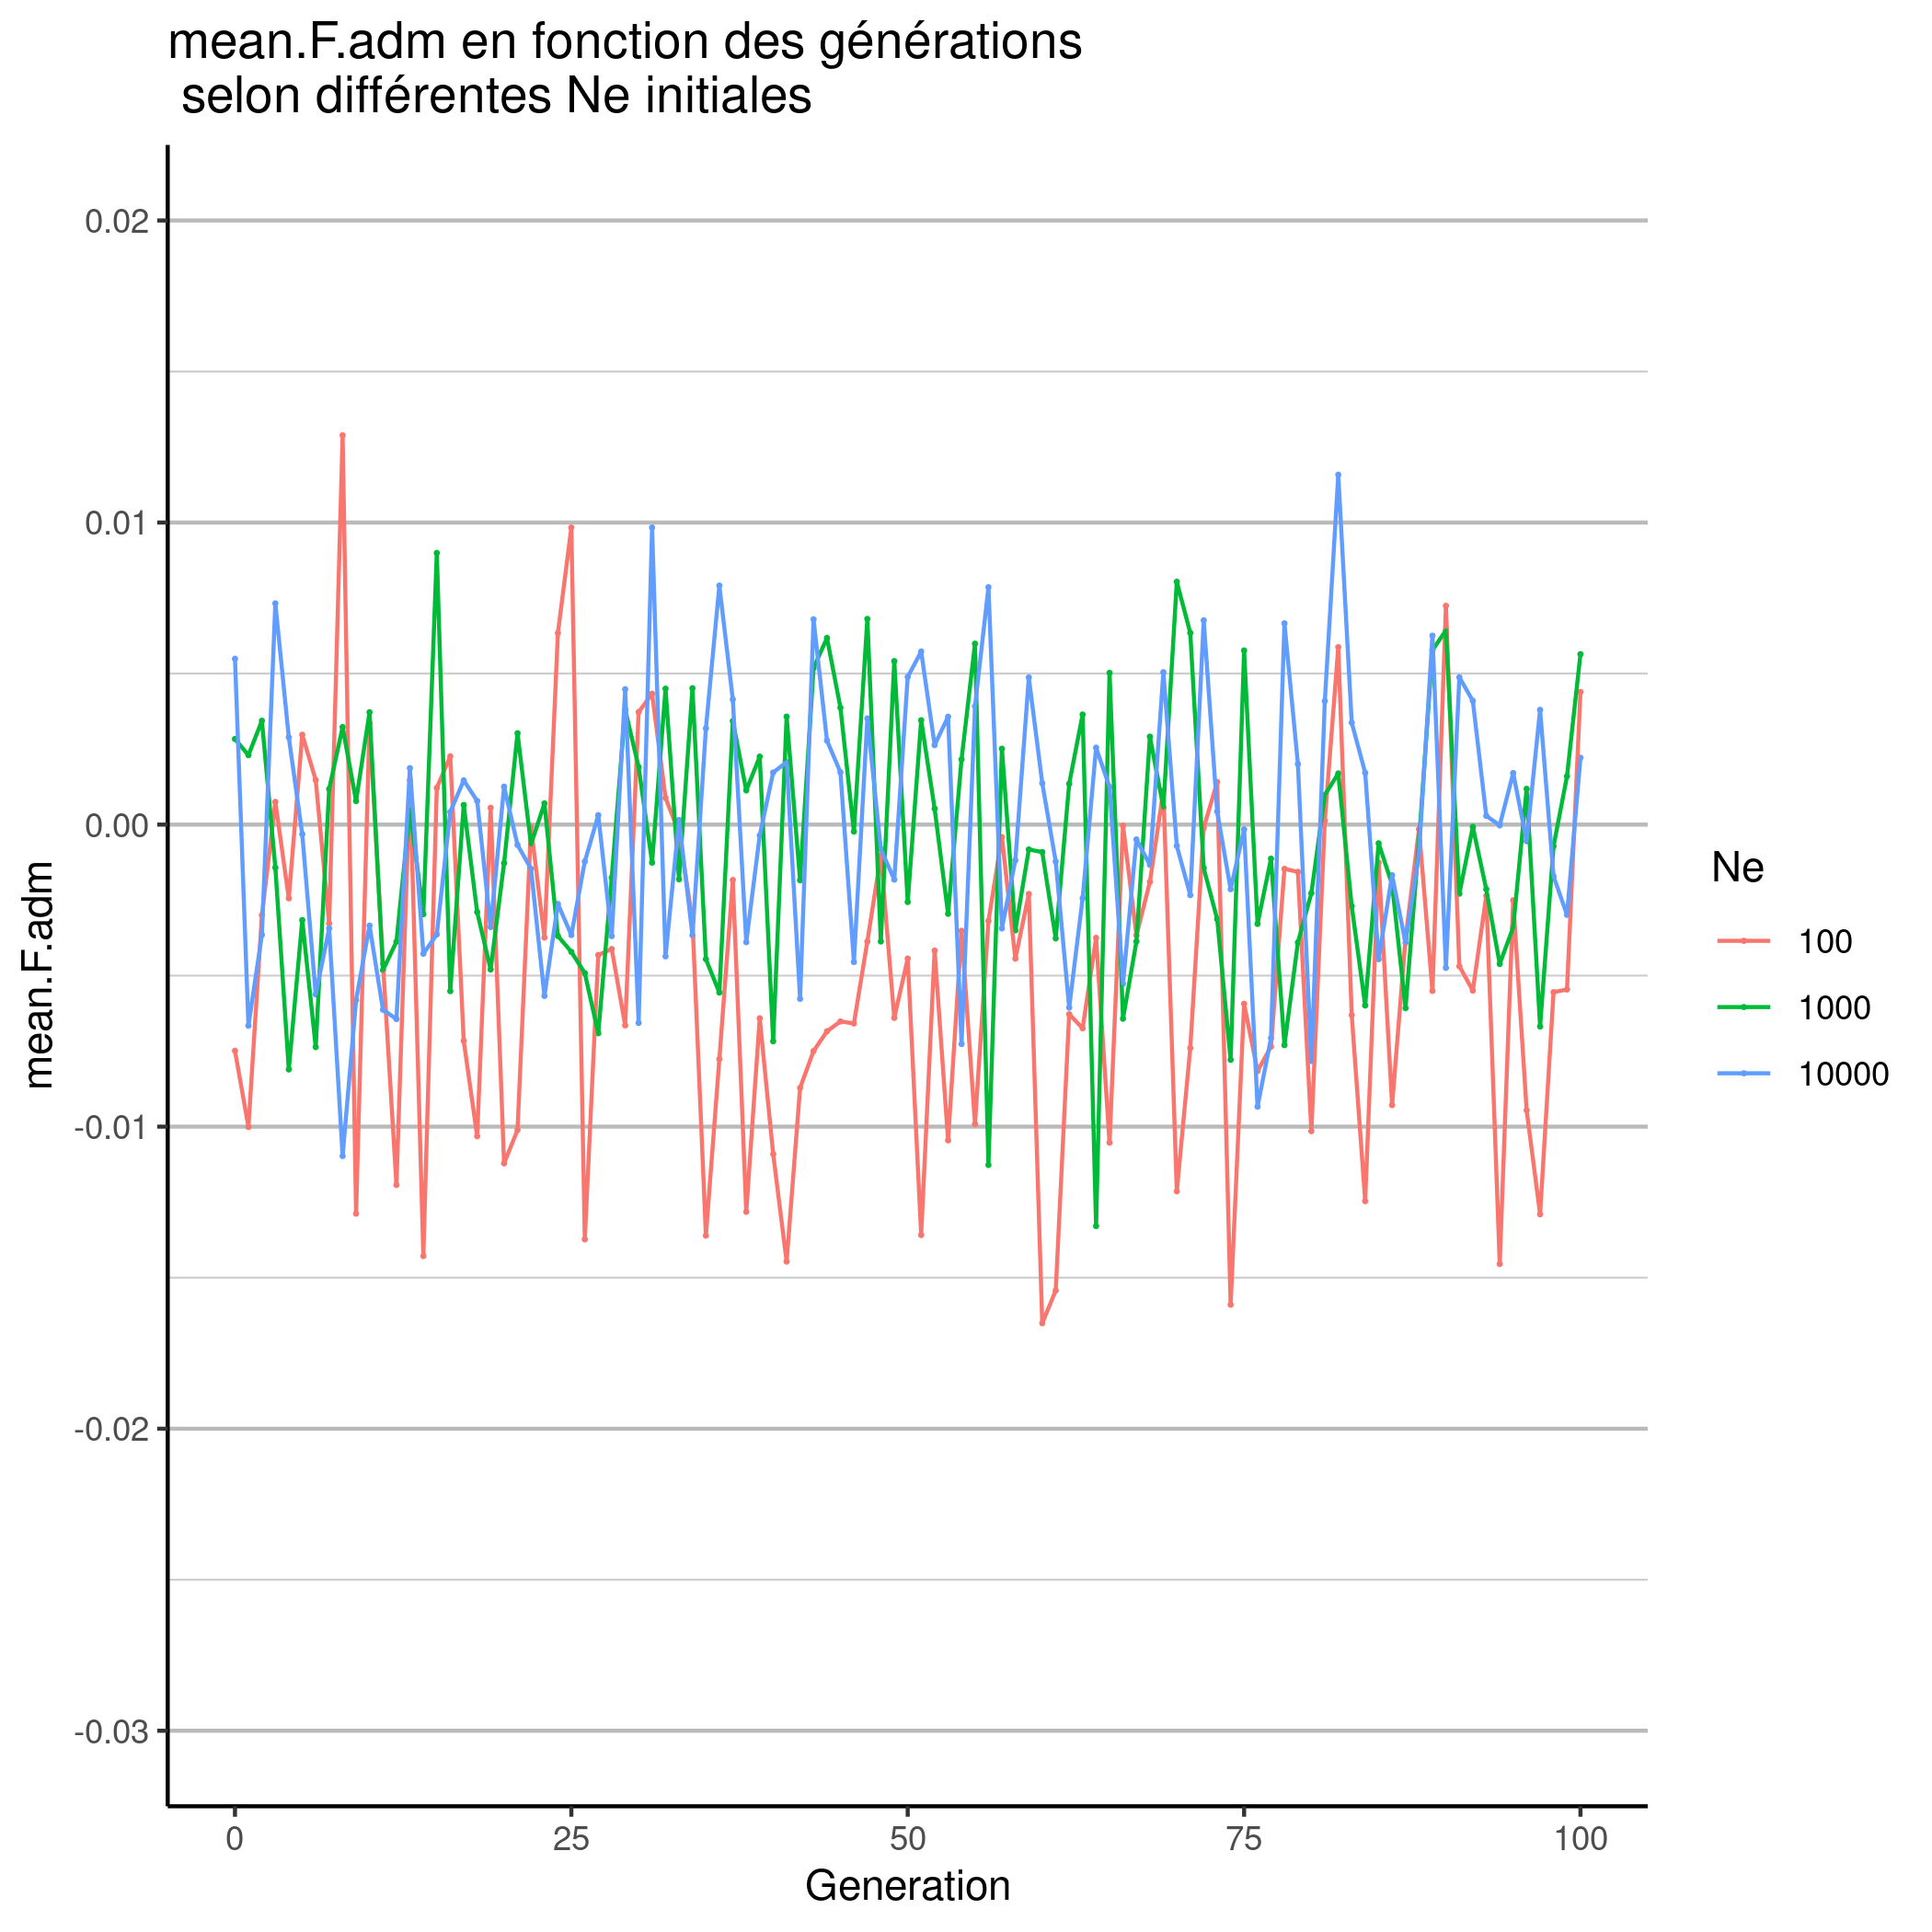 mean.F.adm en fonction des générations
selon différentes Ne initiales
mean.F.adm
0.02
0.01
0.00
-0.01
-0.02
-0.03
0
25
50
75
100
Generation
Ne
100
1000
10000